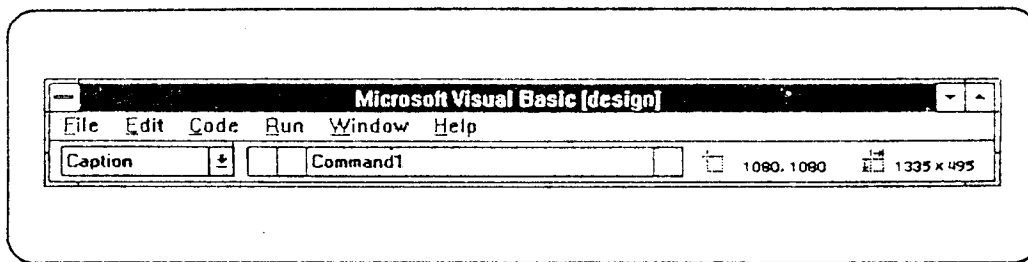 Microsoft Visual Basic [design]
File Edit Code Run Window Help
Caption Command1 1080, 1080 1335 x 495